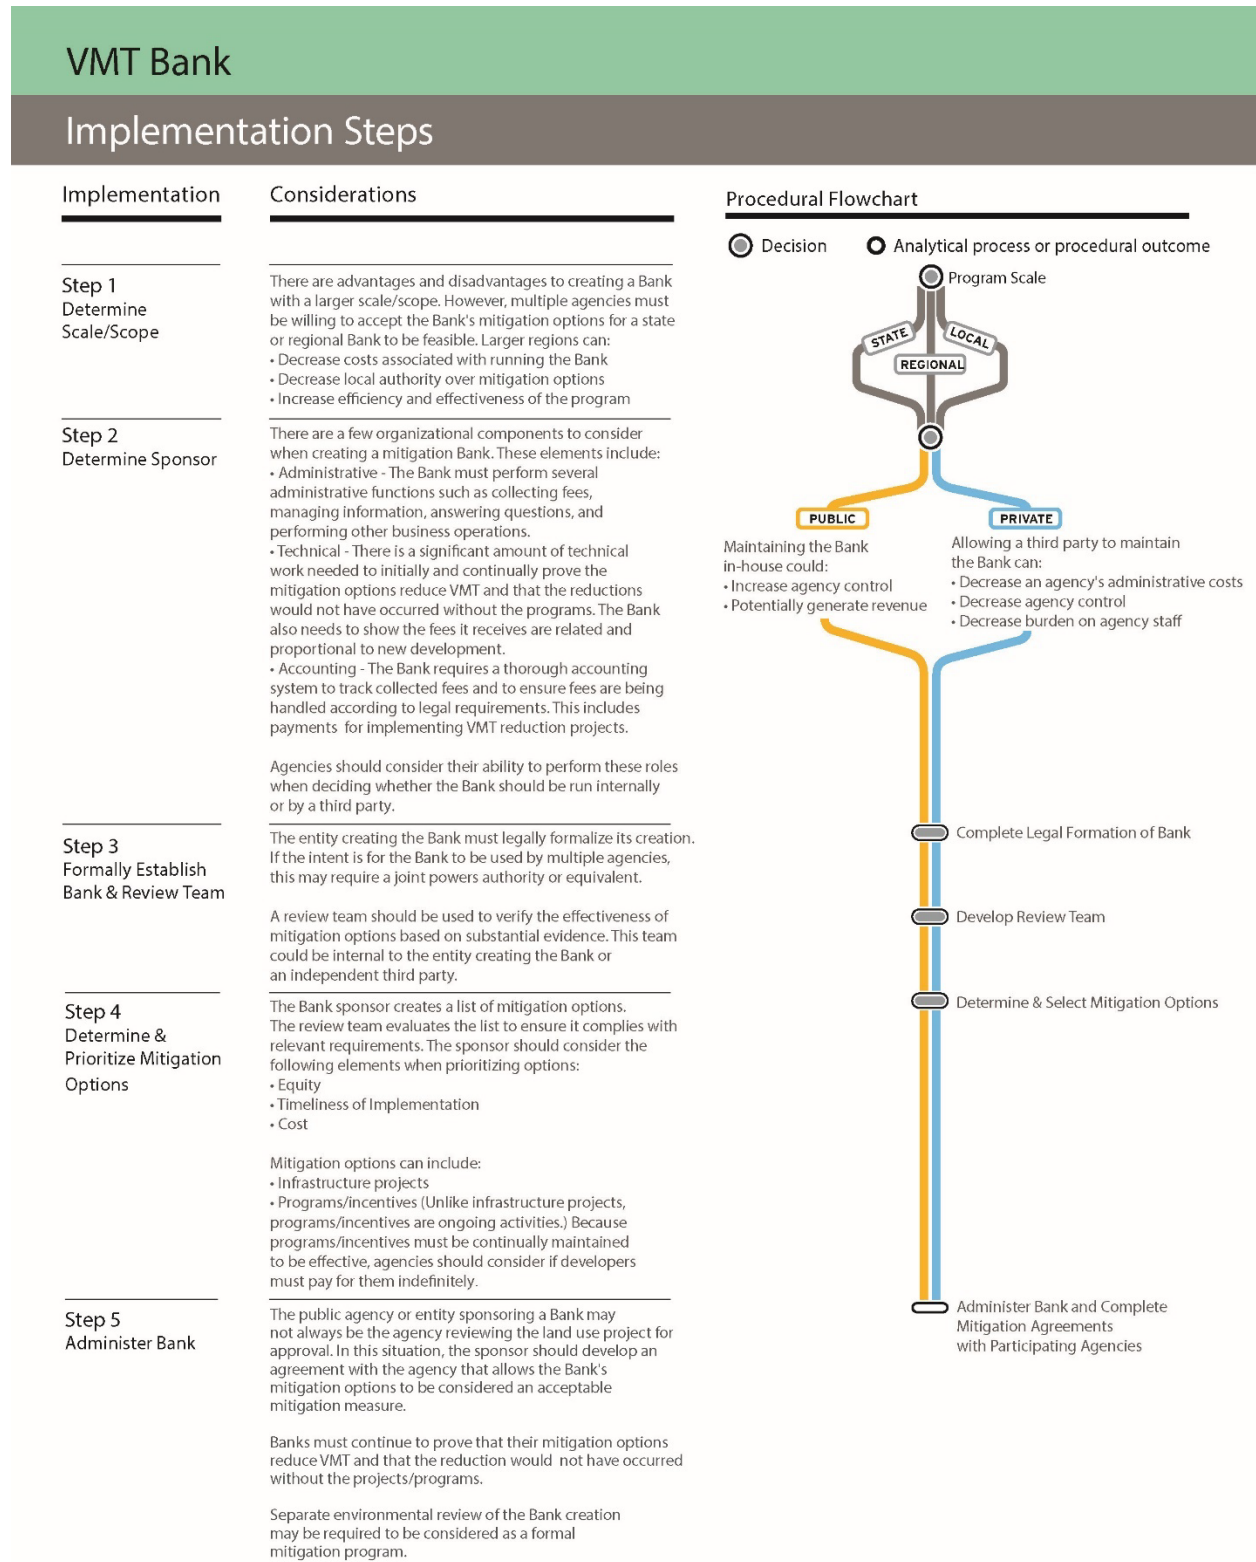 VMT Bank
Implementation Steps
Implementation
Considerations
Step 1
Determine
Scale/Scope
There are advantages and disadvantages to creating a Bank
with a larger scale/scope. However, multiple agencies must
be willing to accept the Bank's mitigation options for a state
or regional Bank to be feasible. Larger regions can:
• Decrease costs associated with running the Bank
• Decrease local authority over mitigation options
• Increase efficiency and effectiveness of the program
Step 2
Determine Sponsor
There are a few organizational components to consider
when creating a mitigation Bank. These elements include:
• Administrative - The Bank must perform several
administrative functions such as collecting fees,
managing information, answering questions, and
performing other business operations.
• Technical - There is a significant amount of technical
work needed to initially and continually prove the
mitigation options reduce VMT and that the reductions
would not have occurred without the programs. The Bank
also needs to show the fees it receives are related and
proportional to new development.
• Accounting - The Bank requires a thorough accounting
system to track collected fees and to ensure fees are being
handled according to legal requirements. This includes
payments for implementing VMT reduction projects.
Agencies should consider their ability to perform these roles
when deciding whether the Bank should be run internally
or by a third party.
Step 3
Formally Establish
Bank & Review Team
The entity creating the Bank must legally formalize its creation.
If the intent is for the Bank to be used by multiple agencies,
this may require a joint powers authority or equivalent.
A review team should be used to verify the effectiveness of
mitigation options based on substantial evidence. This team
could be internal to the entity creating the Bank or
an independent third party.
Step 4
Determine &
Prioritize Mitigation
Options
The Bank sponsor creates a list of mitigation options.
The review team evaluates the list to ensure it complies with
relevant requirements. The sponsor should consider the
following elements when prioritizing options:
• Equity
• Timeliness of Implementation
• Cost
Mitigation options can include:
• Infrastructure projects
• Programs/incentives (Unlike infrastructure projects,
programs/incentives are ongoing activities.) Because
programs/incentives must be continually maintained
to be effective, agencies should consider if developers
must pay for them indefinitely.
Step 5
Administer Bank
The public agency or entity sponsoring a Bank may
not always be the agency reviewing the land use project for
approval. In this situation, the sponsor should develop an
agreement with the agency that allows the Bank's
mitigation options to be considered an acceptable
mitigation measure.
Banks must continue to prove that their mitigation options
reduce VMT and that the reduction would not have occurred
without the projects/programs.
Separate environmental review of the Bank creation
may be required to be considered as a formal
mitigation program.
Procedural Flowchart
Decision
Analytical process or procedural outcome
Program Scale
STATE
LOCAL
REGIONAL
PUBLIC
Maintaining the Bank
in-house could:
• Increase agency control
• Potentially generate revenue
PRIVATE
Allowing a third party to maintain
the Bank can:
• Decrease an agency's administrative costs
• Decrease agency control
• Decrease burden on agency staff
Complete Legal Formation of Bank
Develop Review Team
Determine & Select Mitigation Options
Administer Bank and Complete
Mitigation Agreements
with Participating Agencies